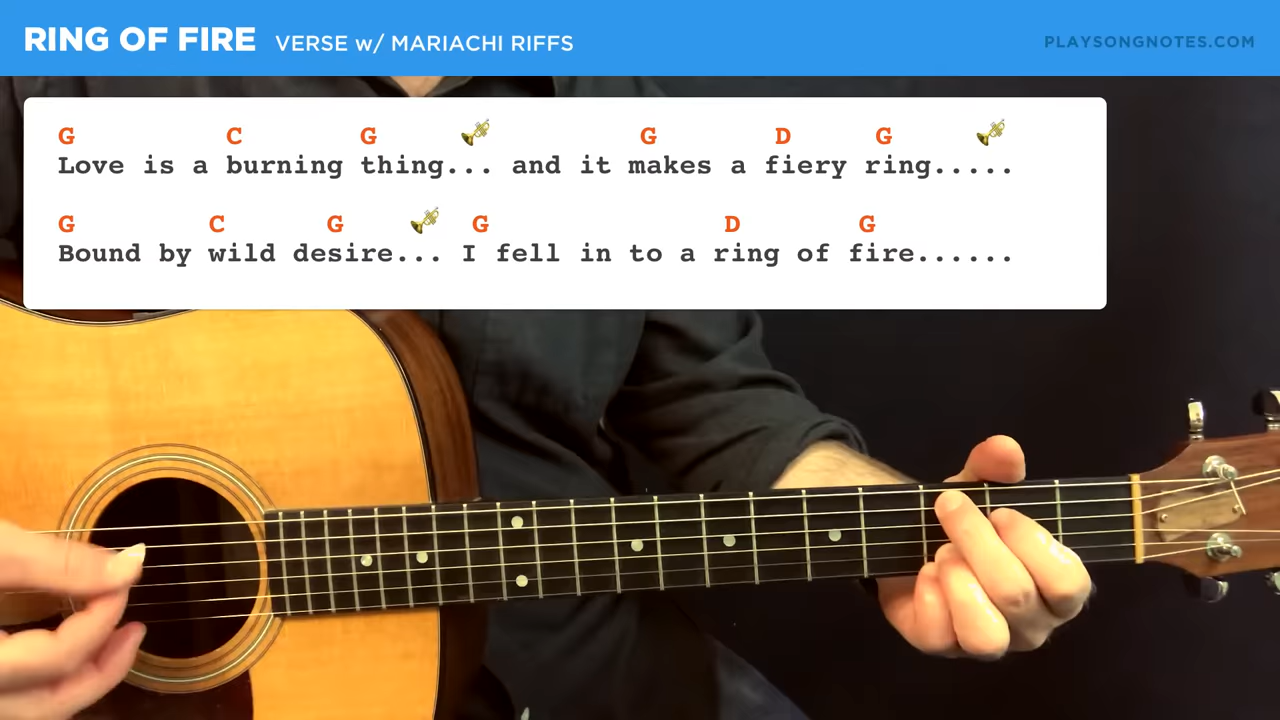 RING OF FIRE VERSE w/ MARIACHI RIFFS
PLAYSONGNOTES.COM
G C G G D G
Love is a burning thing... and it makes a fiery ring.....
G C G G D G
Bound by wild desire... I fell in to a ring of fire......